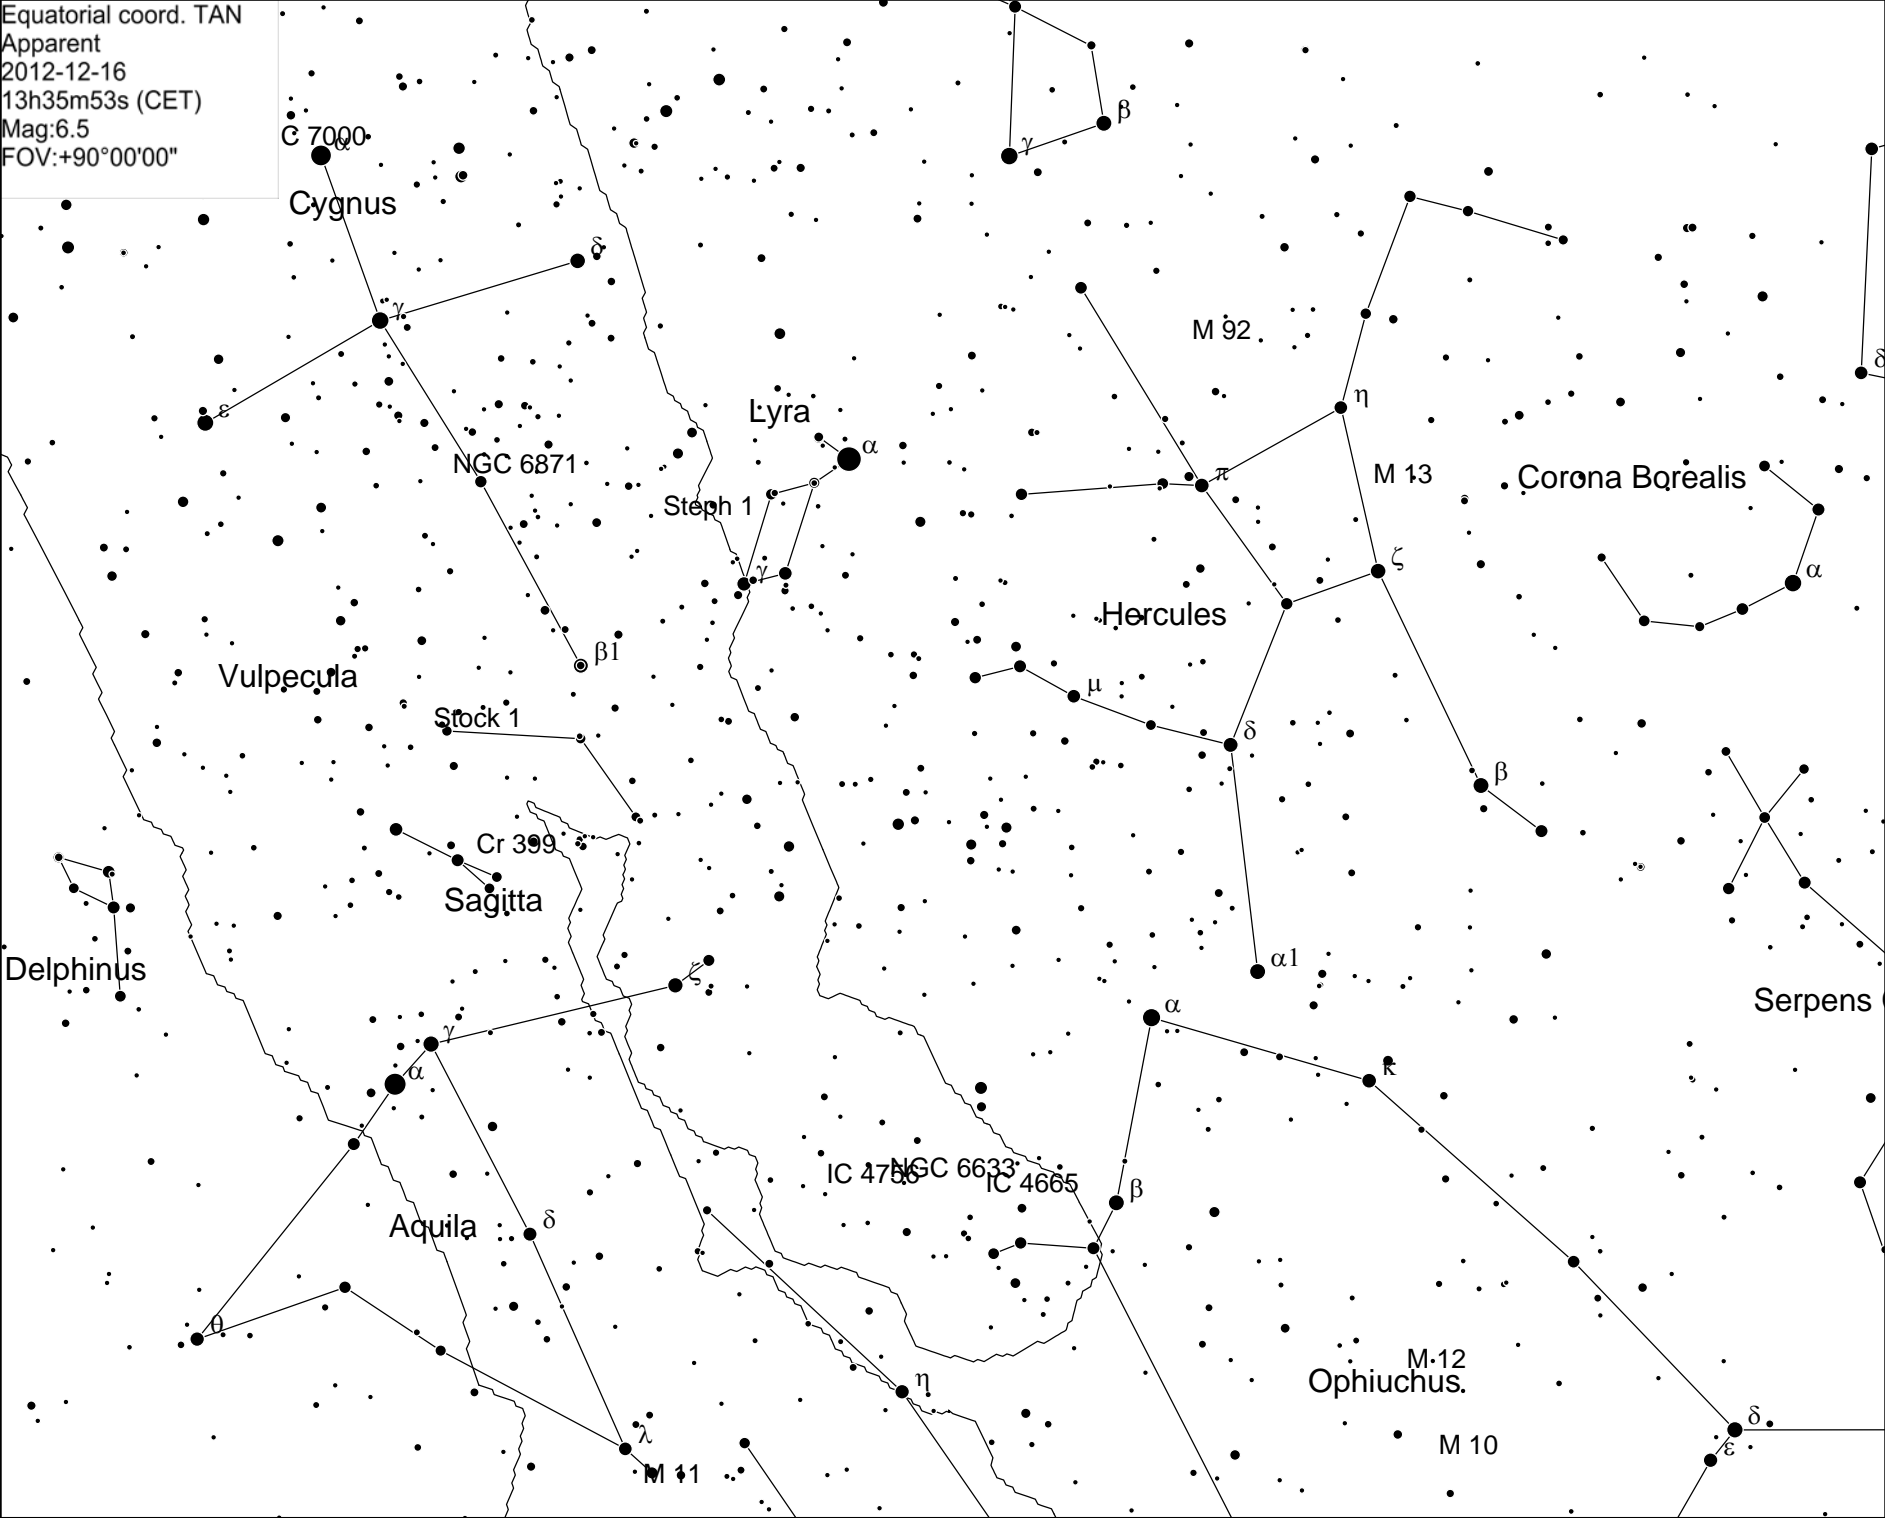 Equatorial coord. TAN
Apparent
2012-12-16
13h35m53s (CET)
Mag:6.5
FOV:+90°00'00"
C 7000
α
Cygnus
β
γ
δ
γ
M 92
δ
ε
Lyra
η
α
NGC 6871
π
M 13
Corona Borealis
Steph 1
γ
ζ
α
Hercules
β1
Vulpecula
μ
Stock 1
δ
β
Cr 399
Sagitta
Delphinus
α1
ζ
Serpens
α
γ
α
κ
IC 4756
NGC 6633
IC 4665
β
Aquila
δ
θ
M 12
Ophiuchus
η
δ
λ
M 10
ε
M 11